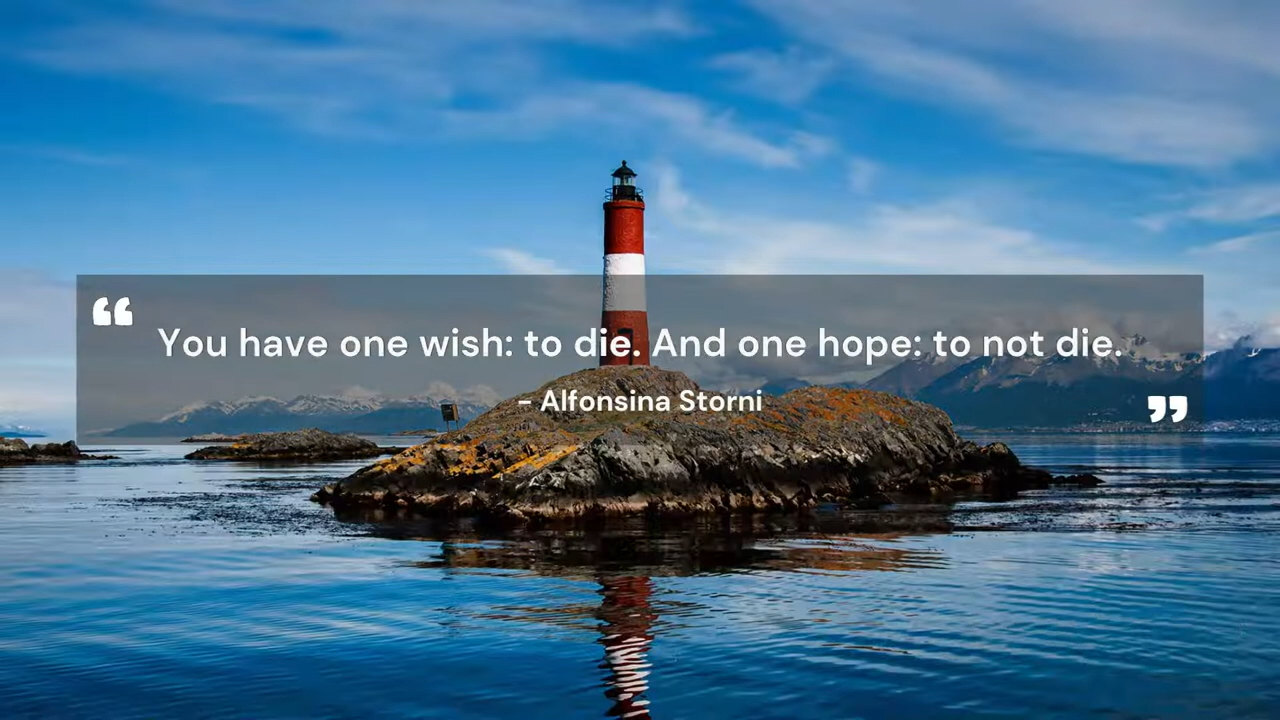 “ You have one wish: to die. And one hope: to not die.
- Alfonsina Storni ”